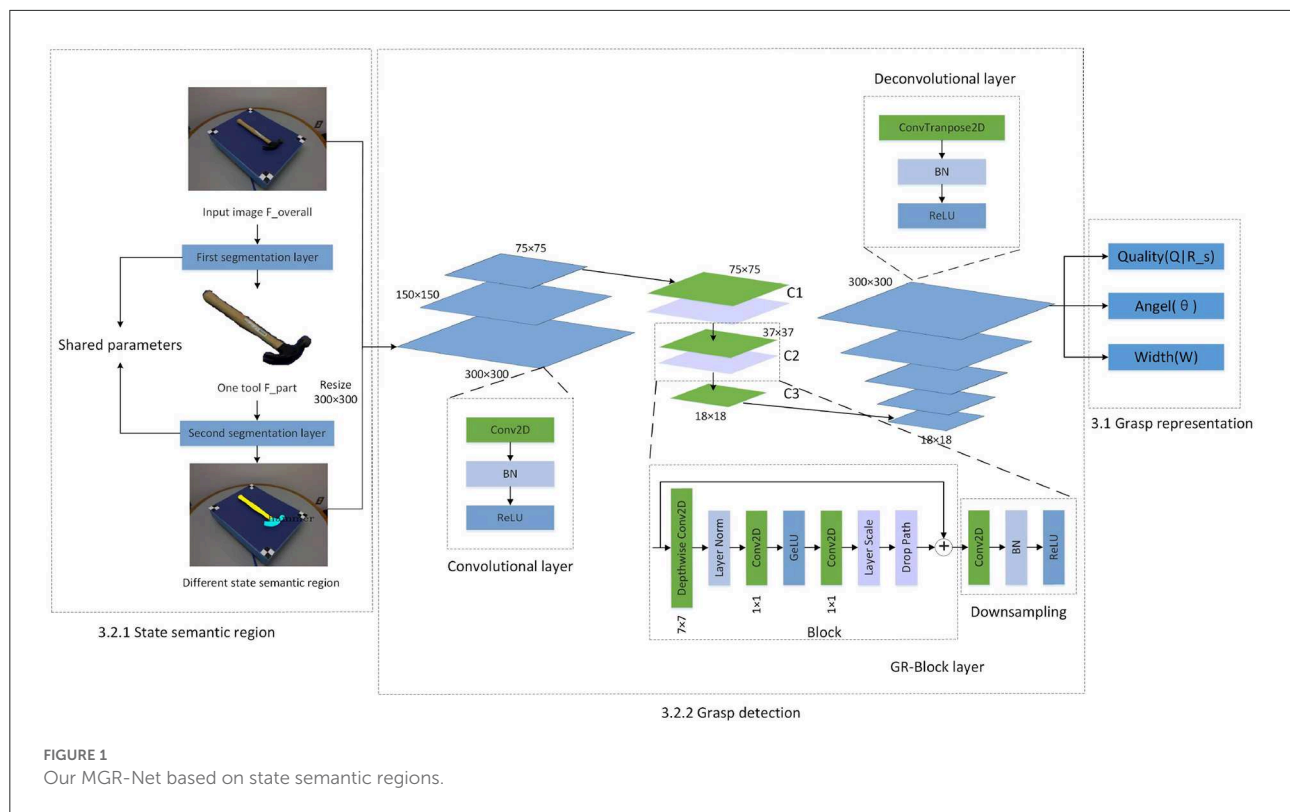 Input image F_overall
First segmentation layer
Shared parameters
One tool F_part
Resize
300×300
Second segmentation layer
Different state semantic region
3.2.1 State semantic region
75×75
150×150
300×300
Conv2D
BN
ReLU
Convolutional layer
75×75
C1
37×37
C2
C3
18×18
Deconvolutional layer
ConvTranpose2D
BN
ReLU
300×300
18×18
Depthwise Conv2D
7×7
Layer Norm
Conv2D
1×1
GeLU
Conv2D
1×1
Layer Scale
Drop Path
Block
Conv2D
BN
ReLU
Downsampling
GR-Block layer
3.2.2 Grasp detection
Quality(Q|R_s)
Angel(θ)
Width(W)
3.1 Grasp representation
FIGURE 1
Our MGR-Net based on state semantic regions.